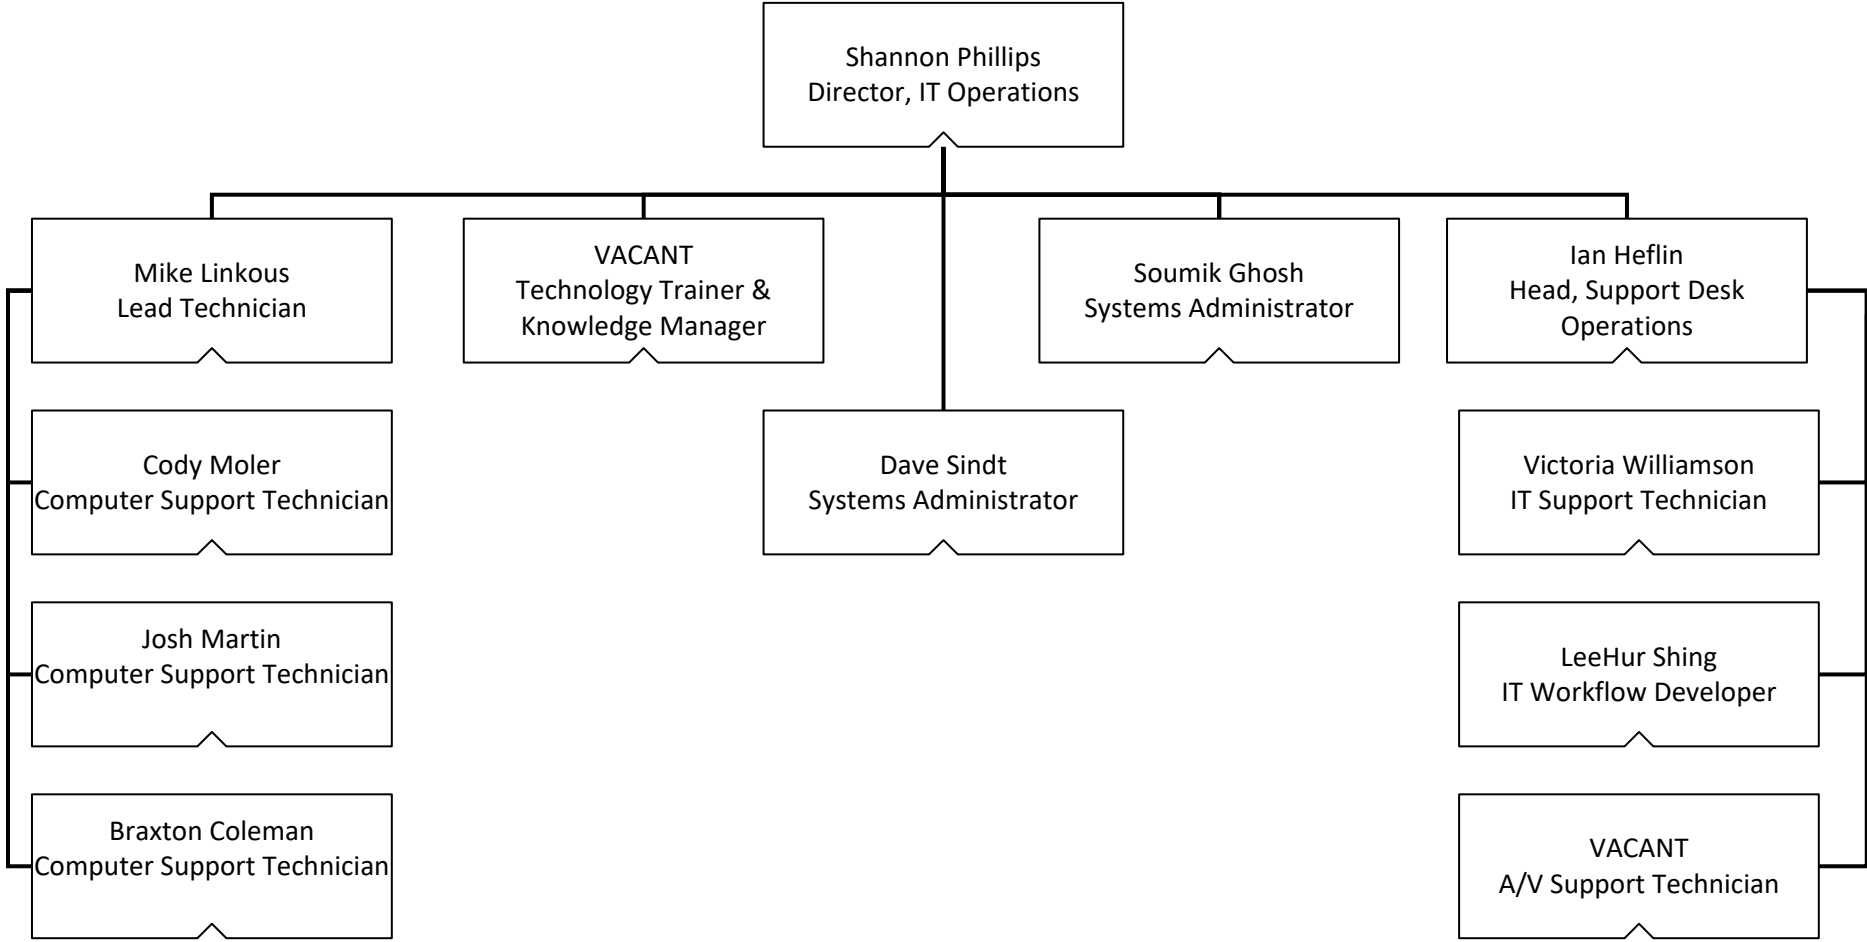 Shannon Phillips
Director, IT Operations
Mike Linkous
Lead Technician
VACANT
Technology Trainer &
Knowledge Manager
Soumik Ghosh
Systems Administrator
Ian Heflin
Head, Support Desk
Operations
Cody Moler
Computer Support Technician
Dave Sindt
Systems Administrator
Victoria Williamson
IT Support Technician
Josh Martin
Computer Support Technician
LeeHur Shing
IT Workflow Developer
Braxton Coleman
Computer Support Technician
VACANT
A/V Support Technician